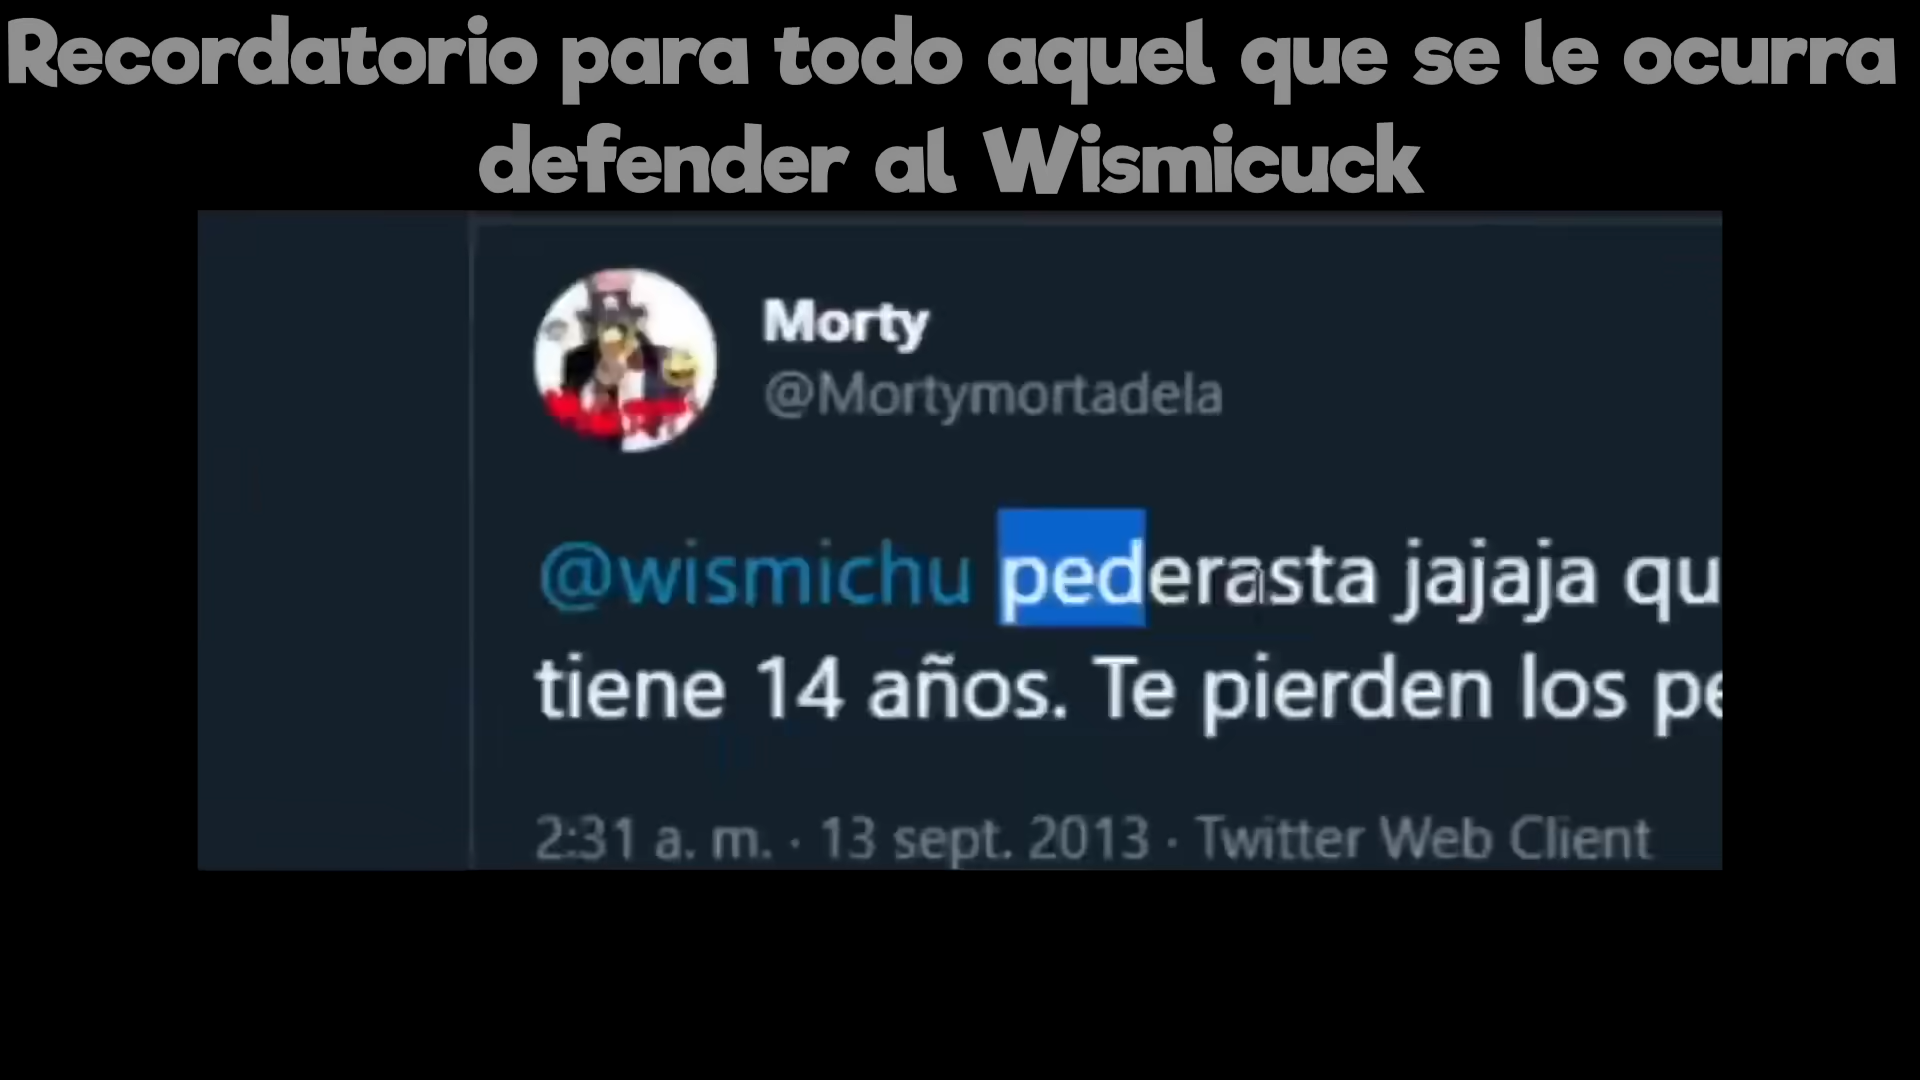 Recordatorio para todo aquel que se le ocurra
defender al Wismicuck
Morty
@Mortymortadela
@wismichu pederasta jajaja qu
tiene 14 años. Te pierden los pe
2:31 a. m. · 13 sept. 2013 · Twitter Web Client